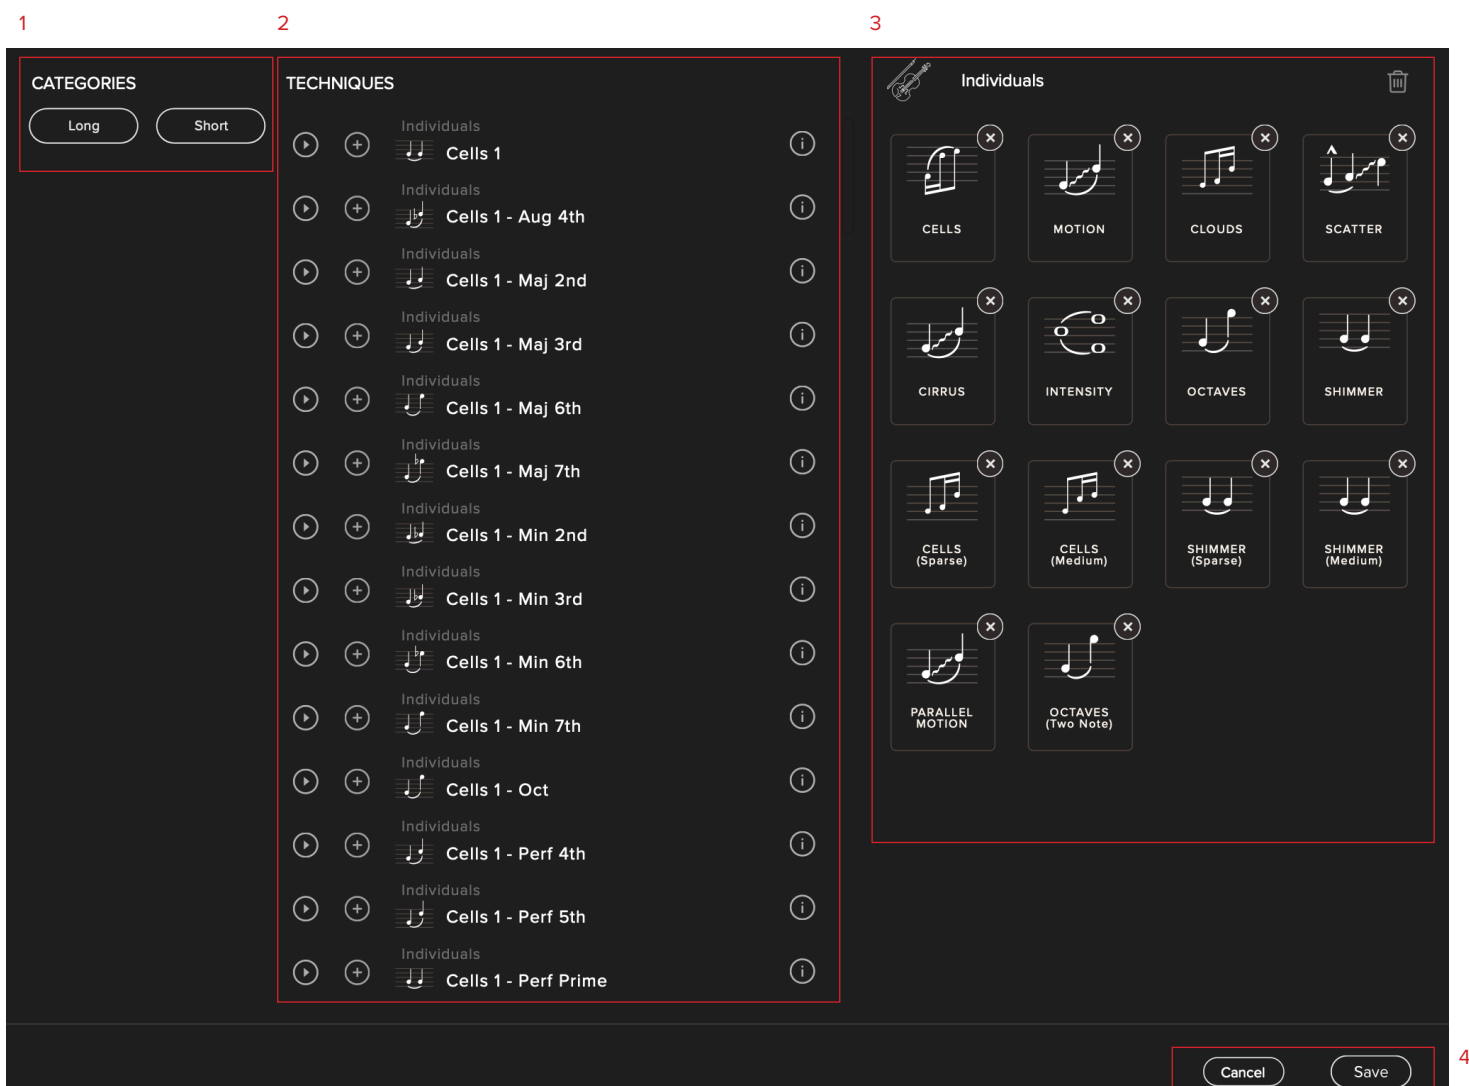 1
2
3
CATEGORIES
Long
Short
TECHNIQUES
Individuals
Cells 1
Individuals
Cells 1 - Aug 4th
Individuals
Cells 1 - Maj 2nd
Individuals
Cells 1 - Maj 3rd
Individuals
Cells 1 - Maj 6th
Individuals
Cells 1 - Maj 7th
Individuals
Cells 1 - Min 2nd
Individuals
Cells 1 - Min 3rd
Individuals
Cells 1 - Min 6th
Individuals
Cells 1 - Min 7th
Individuals
Cells 1 - Oct
Individuals
Cells 1 - Perf 4th
Individuals
Cells 1 - Perf 5th
Individuals
Cells 1 - Perf Prime
Individuals
CELLS
MOTION
CLOUDS
SCATTER
CIRRUS
INTENSITY
OCTAVES
SHIMMER
CELLS
(Sparse)
CELLS
(Medium)
SHIMMER
(Sparse)
SHIMMER
(Medium)
PARALLEL
MOTION
OCTAVES
(Two Note)
4
Cancel
Save